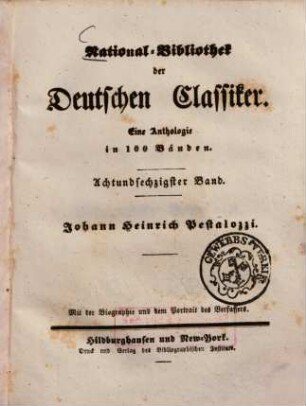 National-Bibliothek
der
Deutschen Classiker.
Eine Anthologie
in 100 Bänden.
Achtundsechzigster Band.
Johann Heinrich Pestalozzi.
Mit der Biographie und dem Portrait des Verfassers.
Hildburghausen und New-York.
Druck und Verlag des Bibliographischen Instituts.